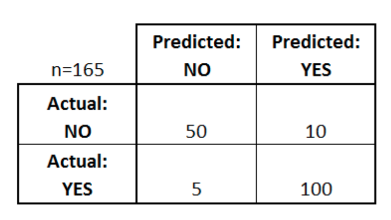 Predicted: Predicted:
n=165 NO YES
Actual:
NO 50 10
Actual:
YES 5 100